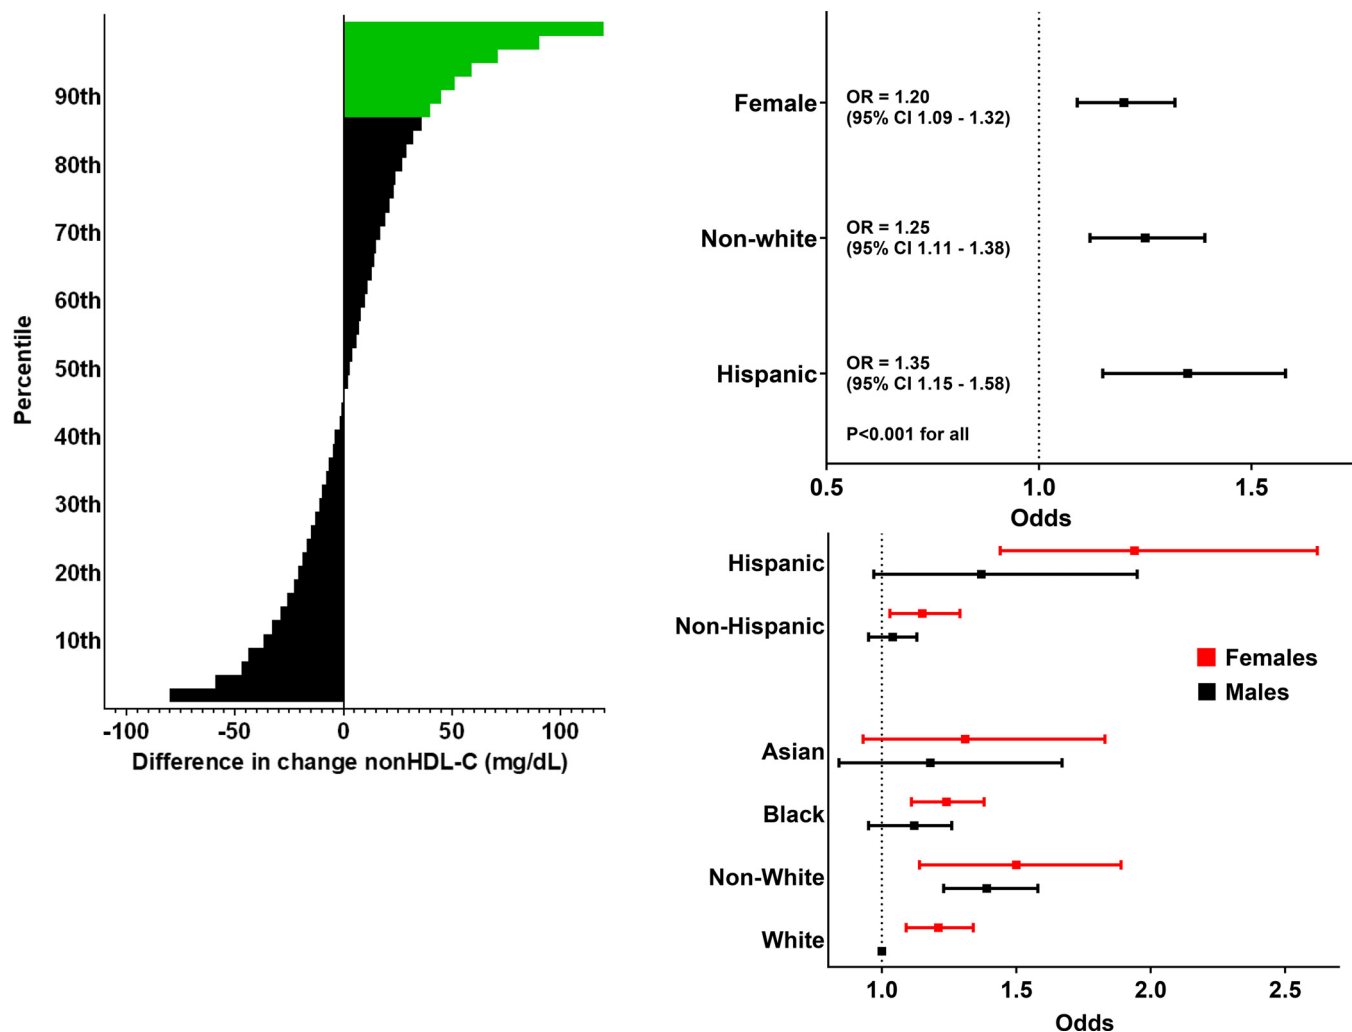 Percentile
90th
80th
70th
60th
50th
40th
30th
20th
10th
-100 -50 0 50 100
Difference in change nonHDL-C (mg/dL)
Female
OR = 1.20
(95% CI 1.09 - 1.32)
Non-white
OR = 1.25
(95% CI 1.11 - 1.38)
Hispanic
OR = 1.35
(95% CI 1.15 - 1.58)
P<0.001 for all
0.5 1.0 1.5
Odds
Hispanic
Non-Hispanic
Females
Males
Asian
Black
Non-White
White
1.0 1.5 2.0 2.5
Odds